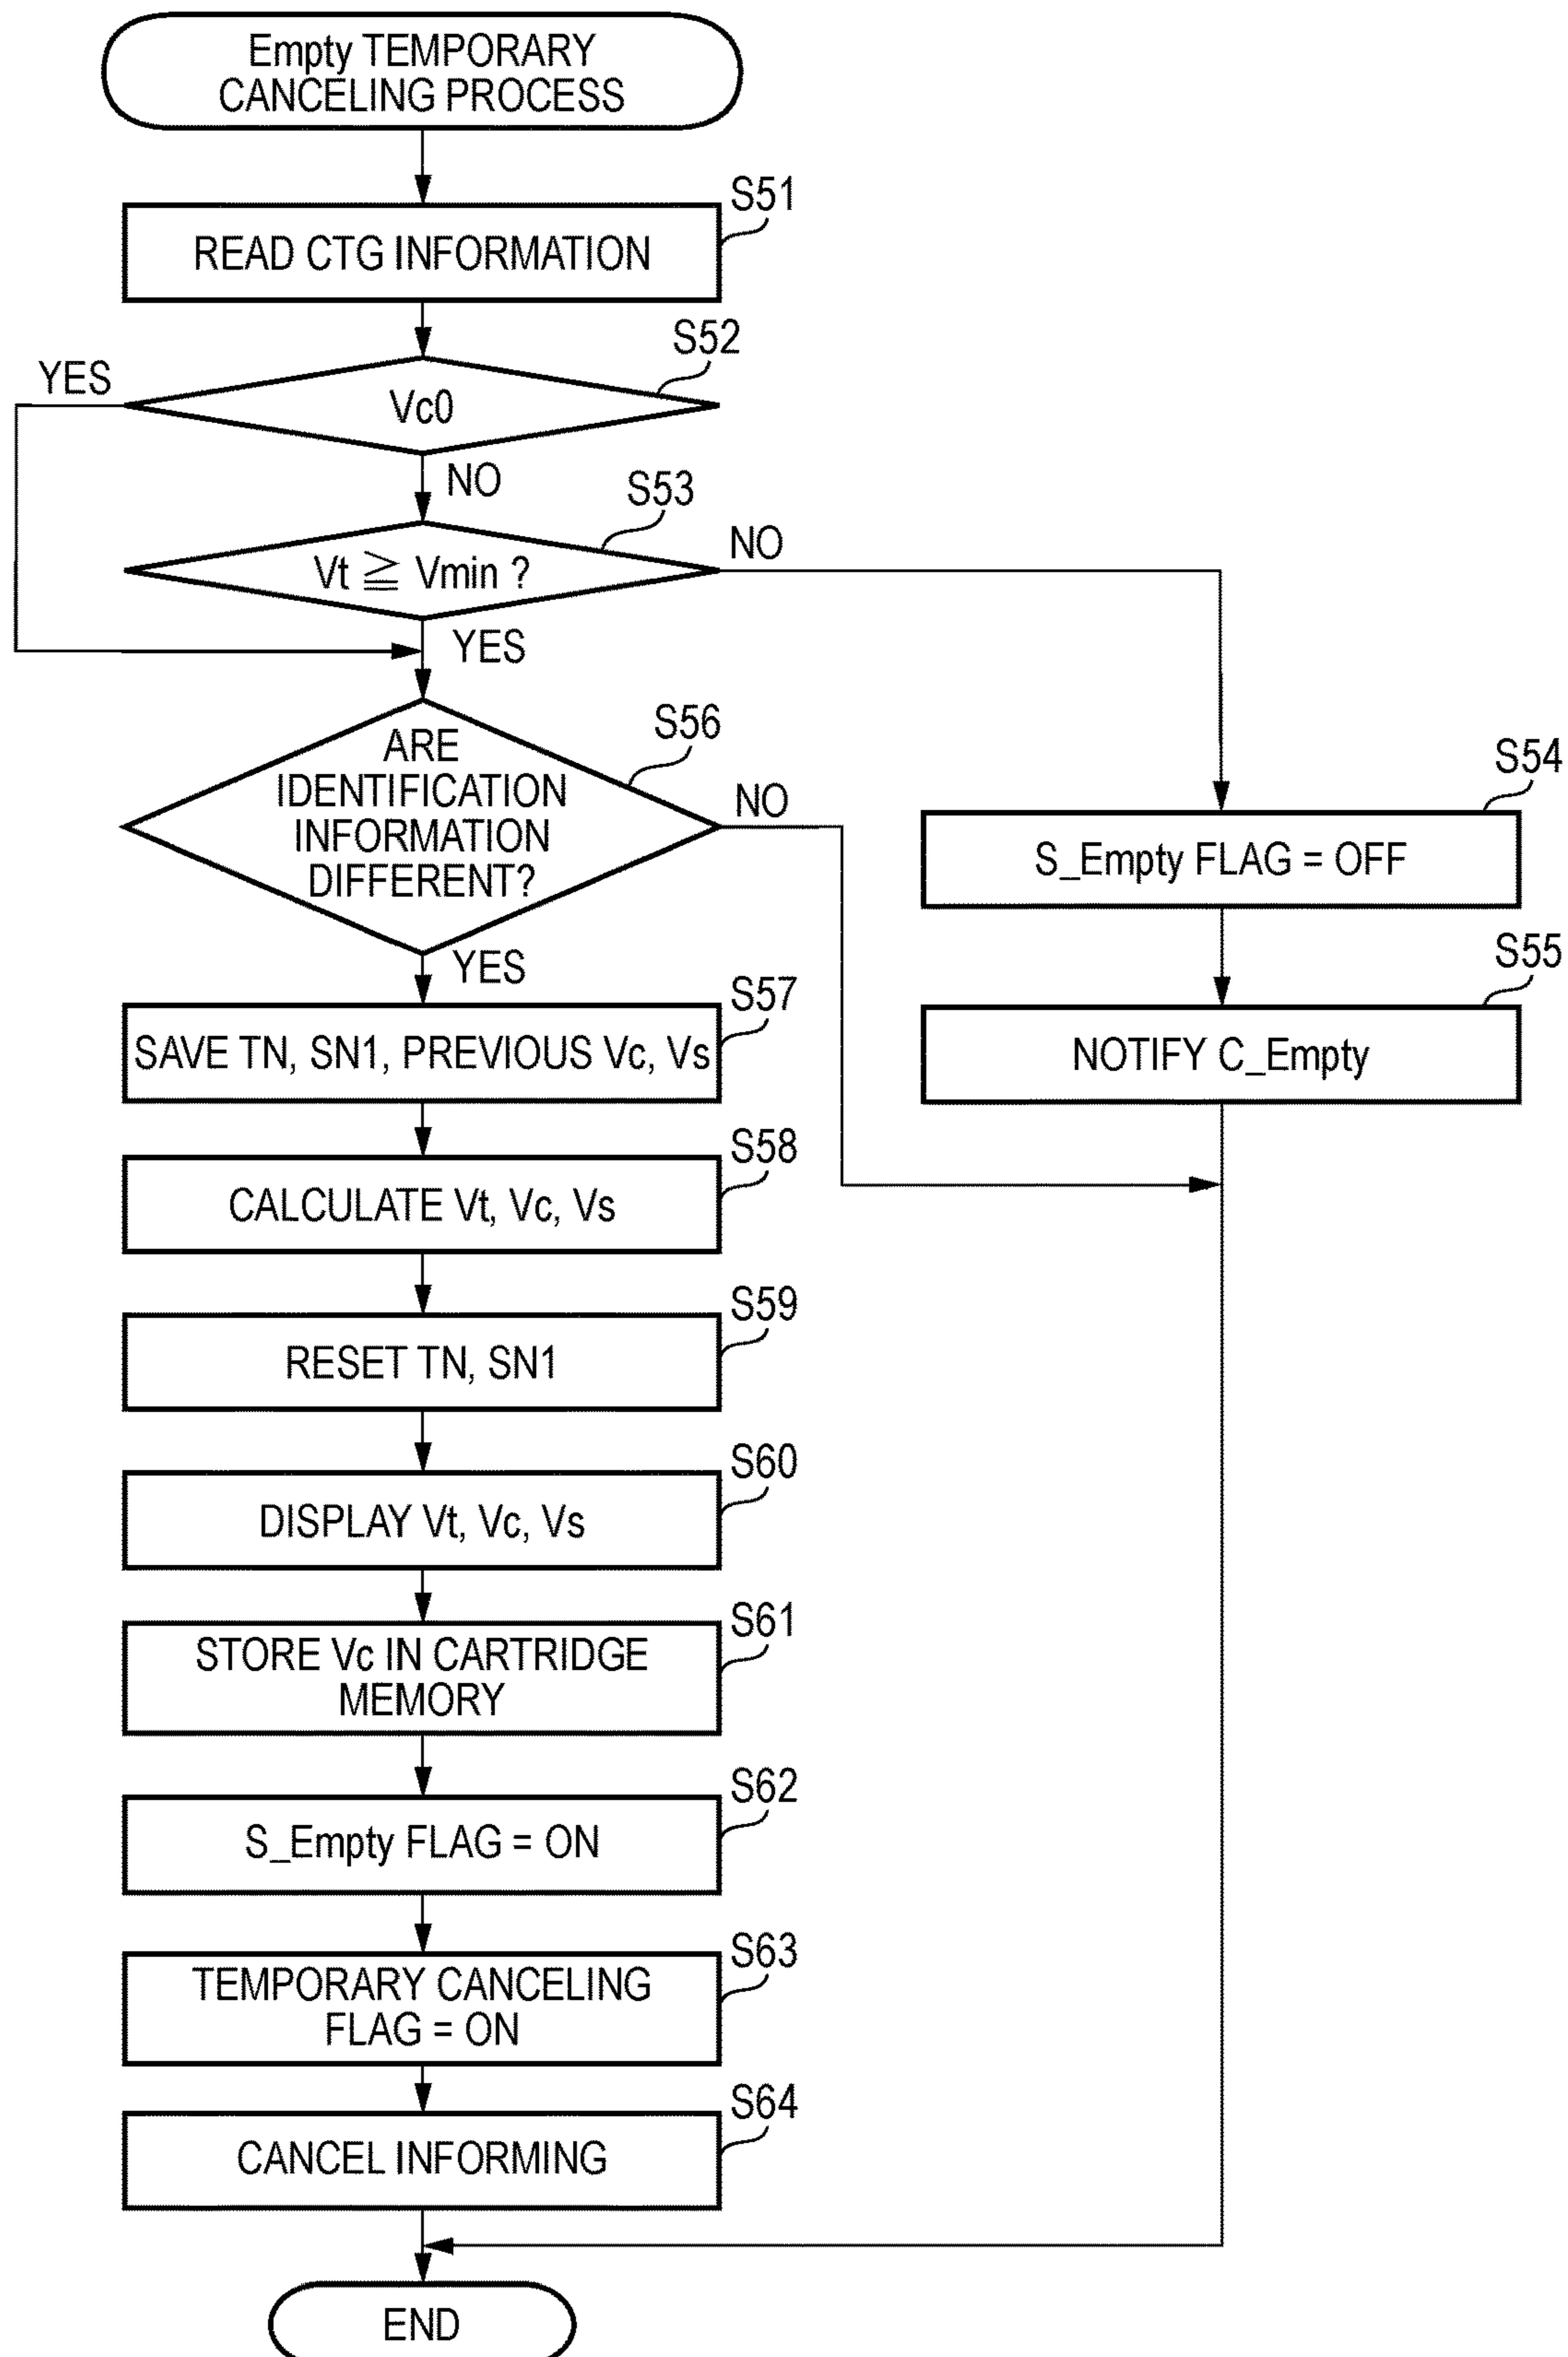 Empty TEMPORARY
CANCELING PROCESS
S51
READ CTG INFORMATION
S52
YES
Vc0
NO
S53
Vt ≧ Vmin ?
NO
YES
S56
ARE
IDENTIFICATION
INFORMATION
DIFFERENT?
NO
YES
S54
S_Empty FLAG = OFF
S55
NOTIFY C_Empty
S57
SAVE TN, SN1, PREVIOUS Vc, Vs
S58
CALCULATE Vt, Vc, Vs
S59
RESET TN, SN1
S60
DISPLAY Vt, Vc, Vs
S61
STORE Vc IN CARTRIDGE
MEMORY
S62
S_Empty FLAG = ON
S63
TEMPORARY CANCELING
FLAG = ON
S64
CANCEL INFORMING
END